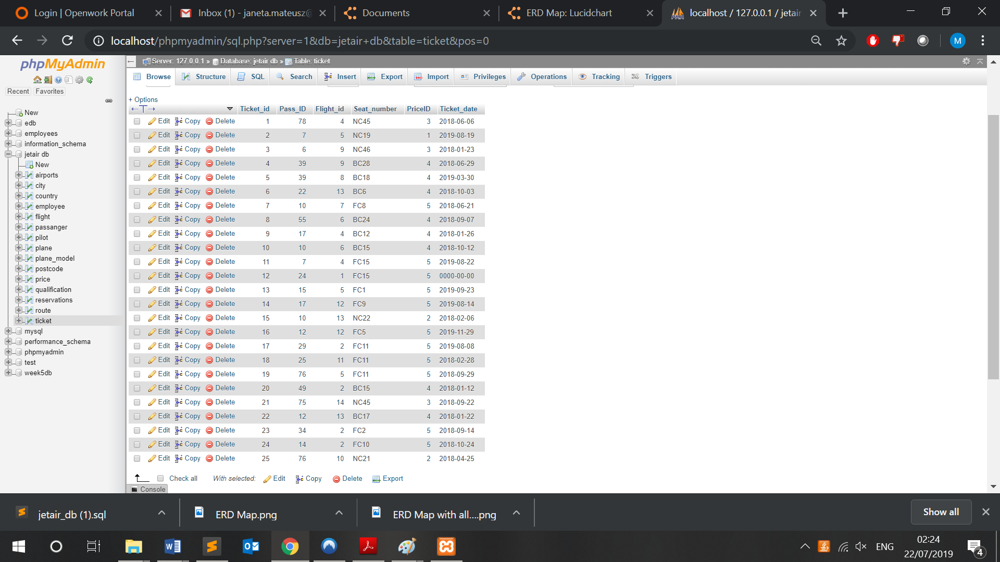 Login | Openwork Portal
Inbox (1) - janeta.mateusz@
Documents
ERD Map: Lucidchart
localhost / 127.0.0.1 / jetair
localhost/phpmyadmin/sql.php?server=1&db=jetair+db&table=ticket&pos=0
M
phpMyAdmin
Recent Favorites
New
edb
employees
information_schema
jetair db
New
airports
city
country
employee
flight
passanger
pilot
plane
plane_model
postcode
price
qualification
reservations
route
ticket
mysql
performance_schema
phpmyadmin
test
week5db
Server: 127.0.0.1 » Database: jetair db » Table: ticket
Browse Structure SQL Search Insert Export Import Privileges Operations Tracking Triggers
+ Options
Ticket_id Pass_ID Flight_id Seat_number PriceID Ticket_date
Edit Copy Delete 1 78 4 NC45 3 2018-06-06
Edit Copy Delete 2 7 5 NC19 1 2019-08-19
Edit Copy Delete 3 6 9 NC46 3 2018-01-23
Edit Copy Delete 4 39 9 BC28 4 2018-06-29
Edit Copy Delete 5 39 8 BC18 4 2019-03-30
Edit Copy Delete 6 22 13 BC6 4 2018-10-03
Edit Copy Delete 7 10 7 FC8 5 2018-06-21
Edit Copy Delete 8 55 6 BC24 4 2018-09-07
Edit Copy Delete 9 17 4 BC12 4 2018-01-26
Edit Copy Delete 10 10 6 BC15 4 2018-10-12
Edit Copy Delete 11 7 4 FC15 5 2019-08-22
Edit Copy Delete 12 24 1 FC15 5 0000-00-00
Edit Copy Delete 13 15 5 FC1 5 2019-09-23
Edit Copy Delete 14 17 12 FC9 5 2019-08-14
Edit Copy Delete 15 10 13 NC22 2 2018-02-06
Edit Copy Delete 16 12 12 FC5 5 2019-11-29
Edit Copy Delete 17 29 2 FC11 5 2019-08-08
Edit Copy Delete 18 25 11 FC11 5 2018-02-28
Edit Copy Delete 19 76 5 FC11 5 2018-09-29
Edit Copy Delete 20 49 2 BC15 4 2018-01-12
Edit Copy Delete 21 75 14 NC45 3 2018-09-22
Edit Copy Delete 22 12 13 BC17 4 2018-01-22
Edit Copy Delete 23 34 2 FC2 5 2018-09-14
Edit Copy Delete 24 14 2 FC10 5 2018-10-24
Edit Copy Delete 25 76 10 NC21 2 2018-04-25
Check all With selected: Edit Copy Delete Export
Console
jetair_db (1).sql
ERD Map.png
ERD Map with all....png
Show all
ENG
02:24
22/07/2019
4